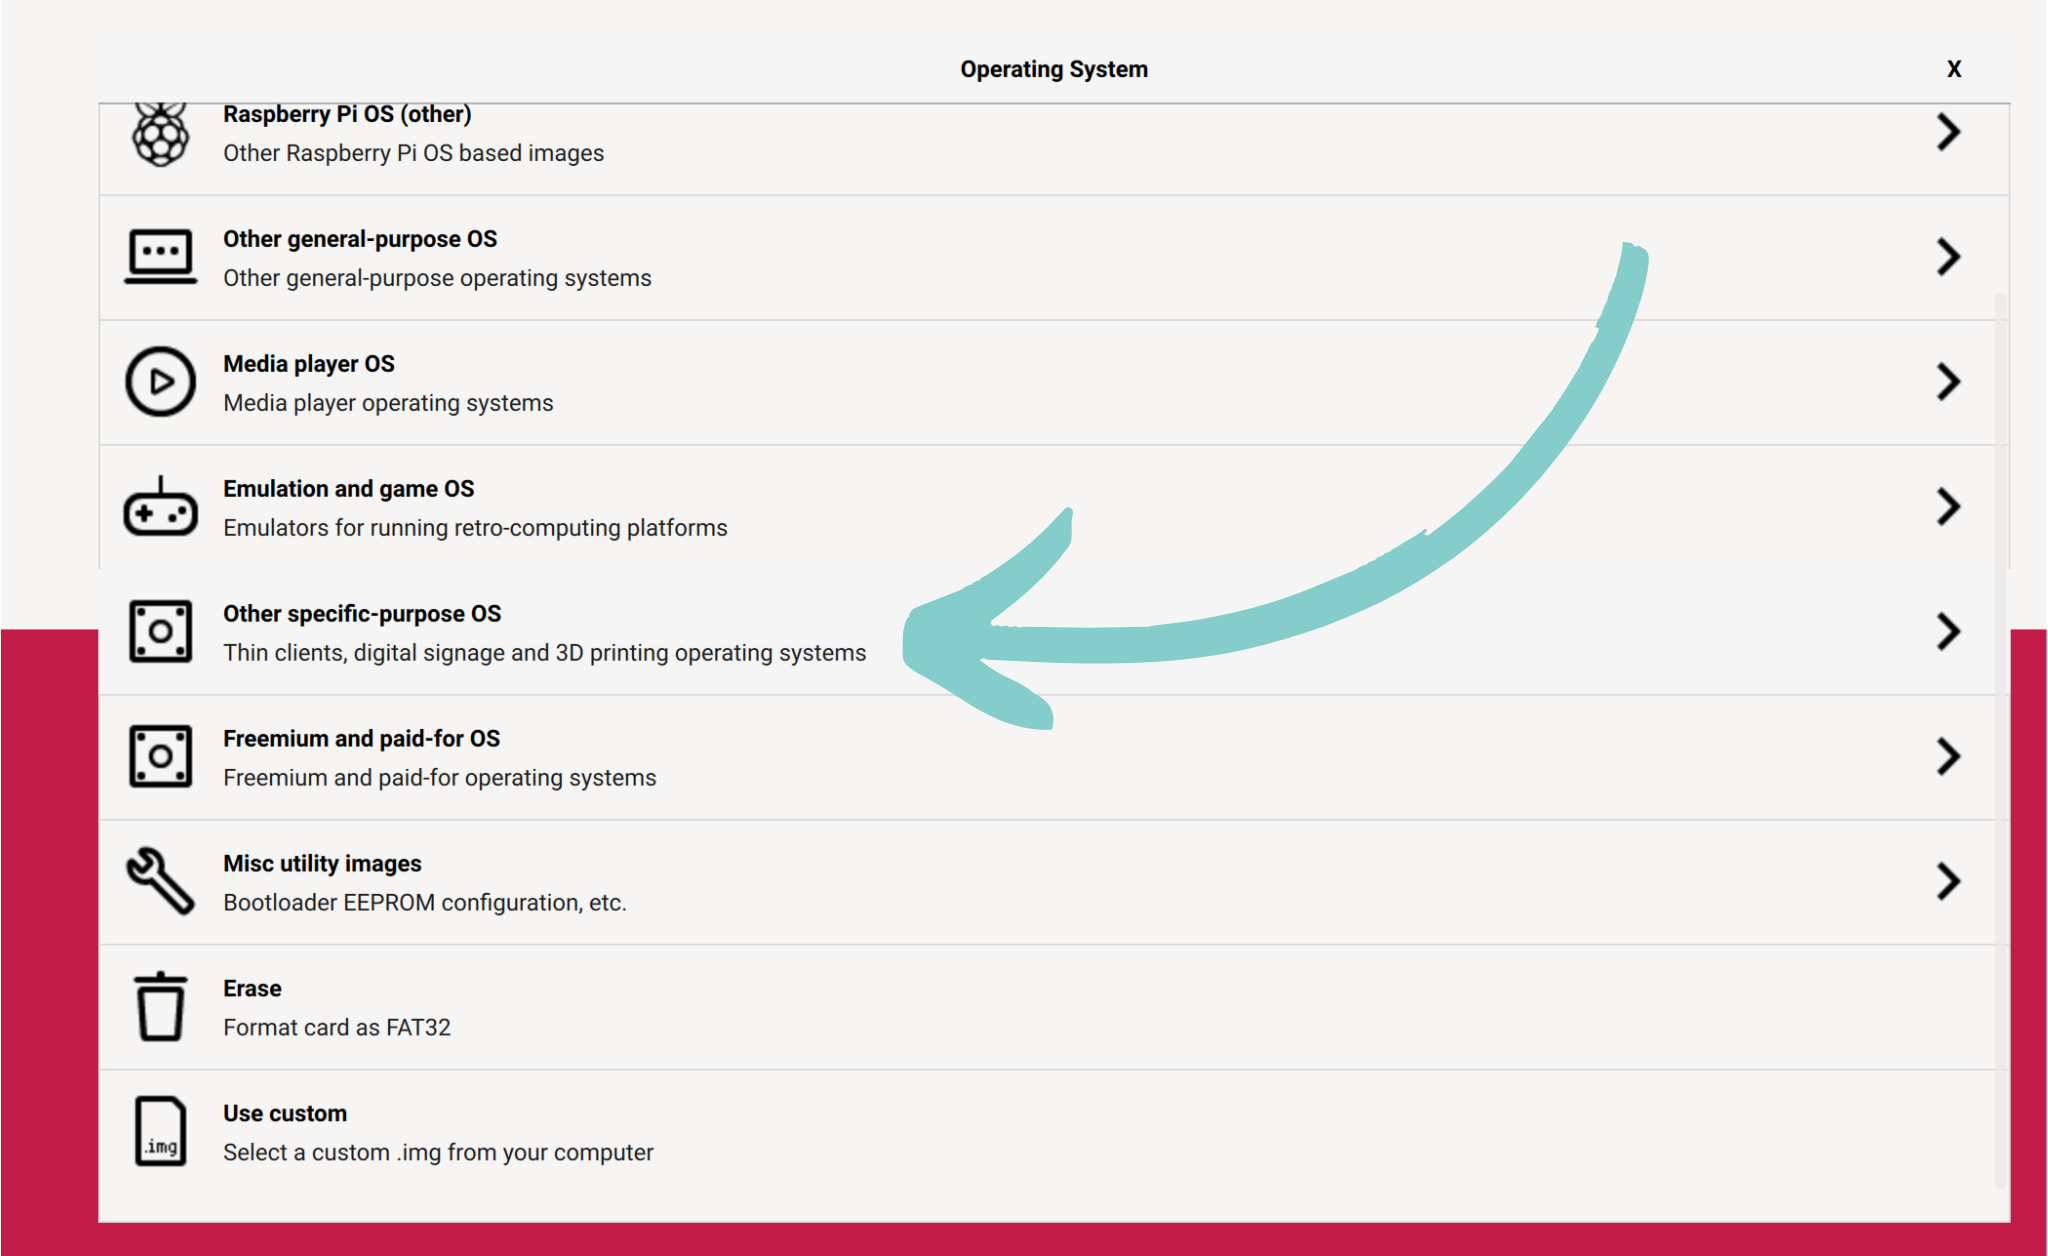 Operating System
X
Raspberry Pi OS (other)
Other Raspberry Pi OS based images
Other general-purpose OS
Other general-purpose operating systems
Media player OS
Media player operating systems
Emulation and game OS
Emulators for running retro-computing platforms
Other specific-purpose OS
Thin clients, digital signage and 3D printing operating systems
Freemium and paid-for OS
Freemium and paid-for operating systems
Misc utility images
Bootloader EEPROM configuration, etc.
Erase
Format card as FAT32
Use custom
.img
Select a custom .img from your computer